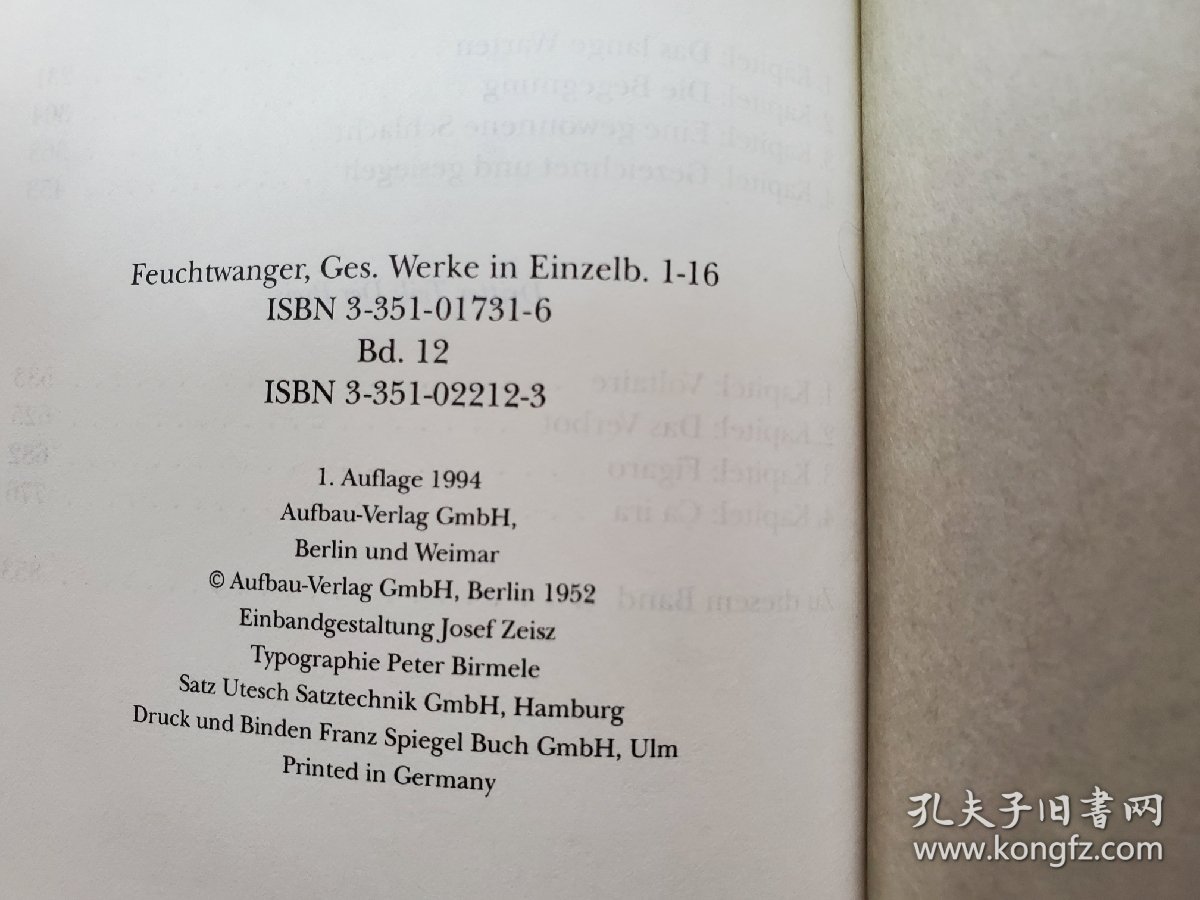 Feuchtwanger, Ges. Werke in Einzelb. 1-16
ISBN 3-351-01731-6
Bd. 12
ISBN 3-351-02212-3
1. Auflage 1994
Aufbau-Verlag GmbH,
Berlin und Weimar
© Aufbau-Verlag GmbH, Berlin 1952
Einbandgestaltung Josef Zeisz
Typographie Peter Birmele
Satz Utesch Satztechnik GmbH, Hamburg
Druck und Binden Franz Spiegel Buch GmbH, Ulm
Printed in Germany
孔夫子旧书网
www.kongfz.com